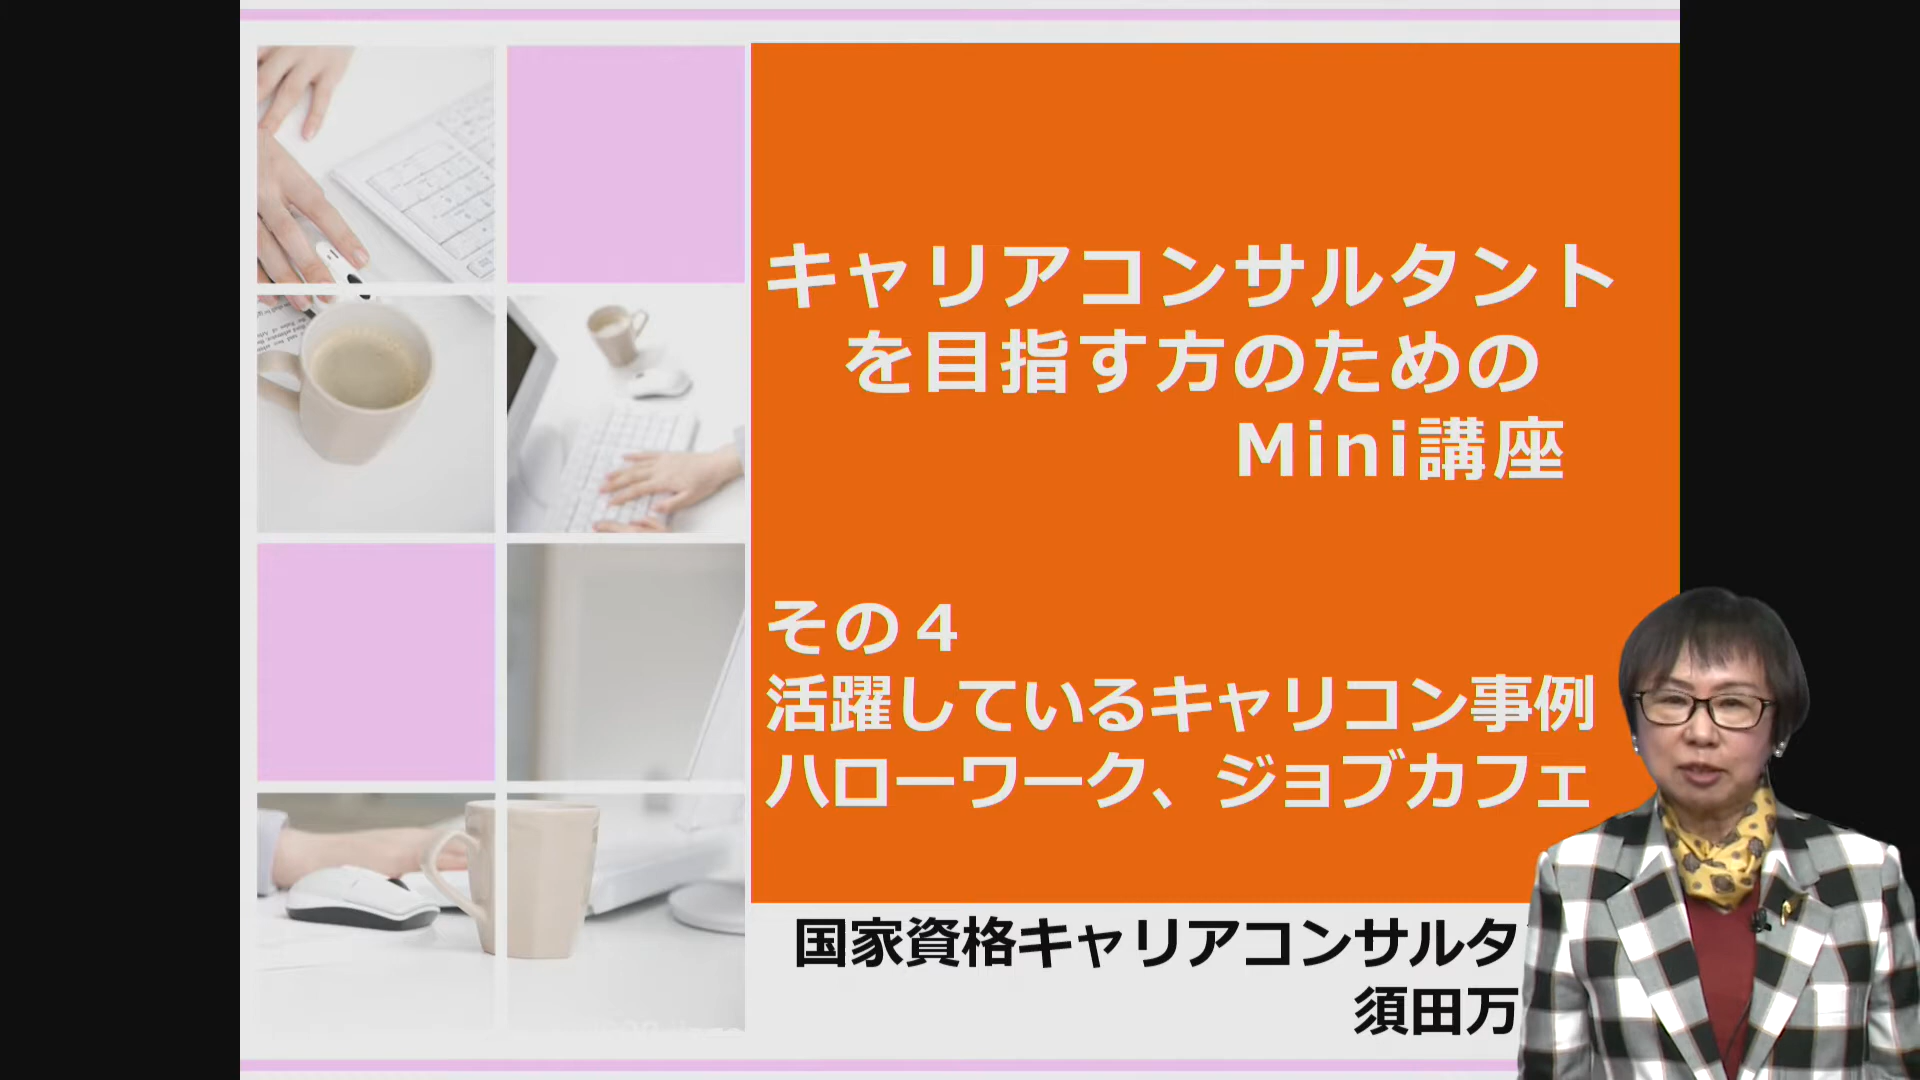 キャリアコンサルタント
を目指す方のための
Mini講座
その４
活躍しているキャリコン事例
ハローワーク、ジョブカフェ
国家資格キャリアコンサルタ
須田万